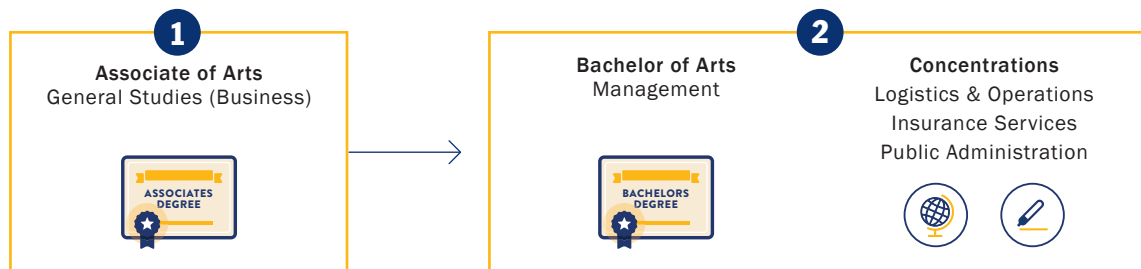 1
Associate of Arts
General Studies (Business)
ASSOCIATES
DEGREE
2
Bachelor of Arts
Management
BACHELORS
DEGREE
Concentrations
Logistics & Operations
Insurance Services
Public Administration